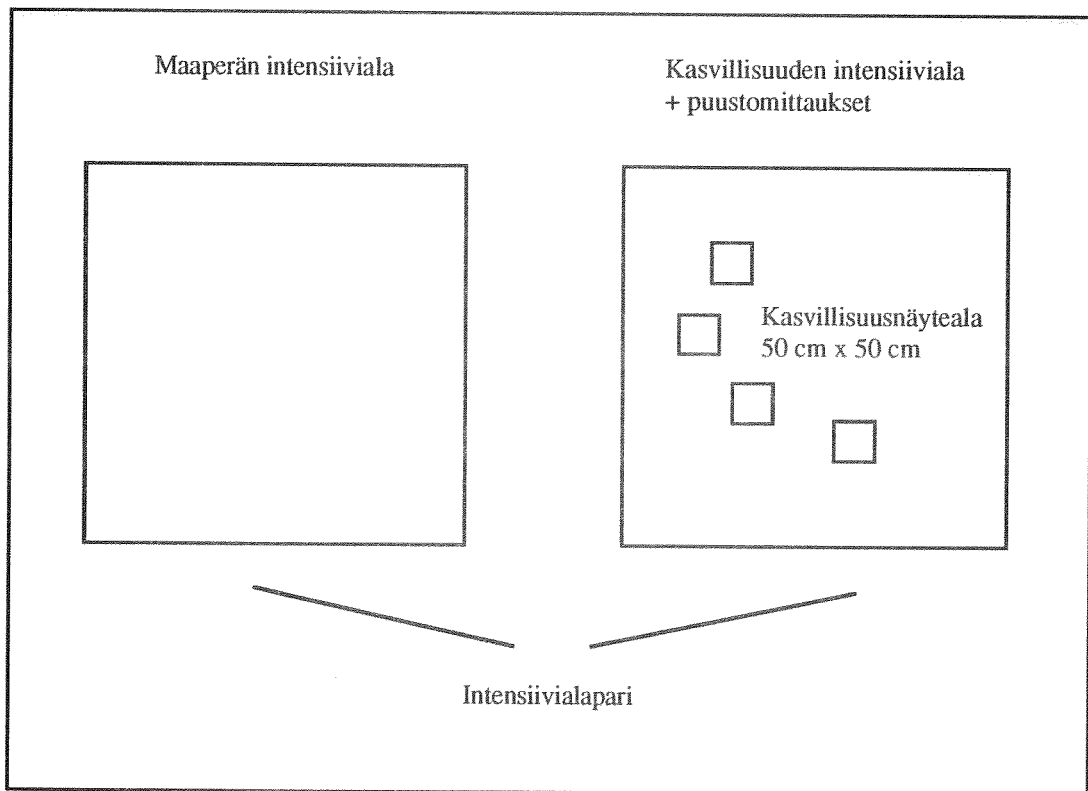 Maaperän intensiiviala
Kasvillisuuden intensiiviala
+ puustomittaukset
Kasvillisuusnäyteala
50 cm x 50 cm
Intensiivialapari